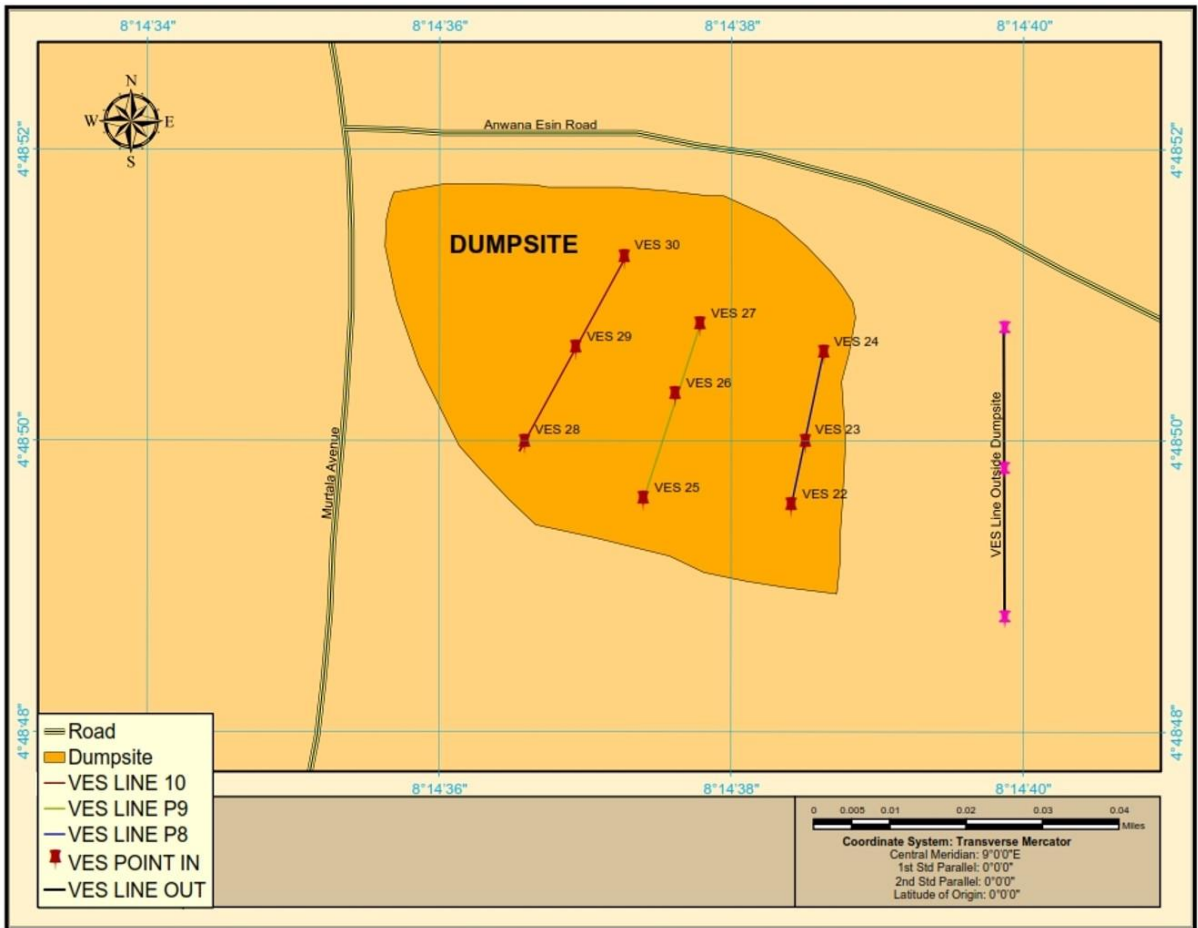 8°14'34" 8°14'36" 8°14'38" 8°14'40"
N
W E
S
4°48'52" 4°48'52"
Anwana Esin Road
DUMPSITE
VES 30
VES 27
VES 29
VES 24
VES 26
VES 28
VES 23
4°48'50" 4°48'50"
VES 25
VES 22
Murtala Avenue
VES Line Outside Dumpsite
4°48'48" 4°48'48"
8°14'36" 8°14'38" 8°14'40"
Road
Dumpsite
VES LINE 10
VES LINE P9
VES LINE P8
VES POINT IN
VES LINE OUT
0 0.005 0.01 0.02 0.03 0.04
Miles
Coordinate System: Transverse Mercator
Central Meridian: 9°0'0"E
1st Std Parallel: 0°0'0"
2nd Std Parallel: 0°0'0"
Latitude of Origin: 0°0'0"